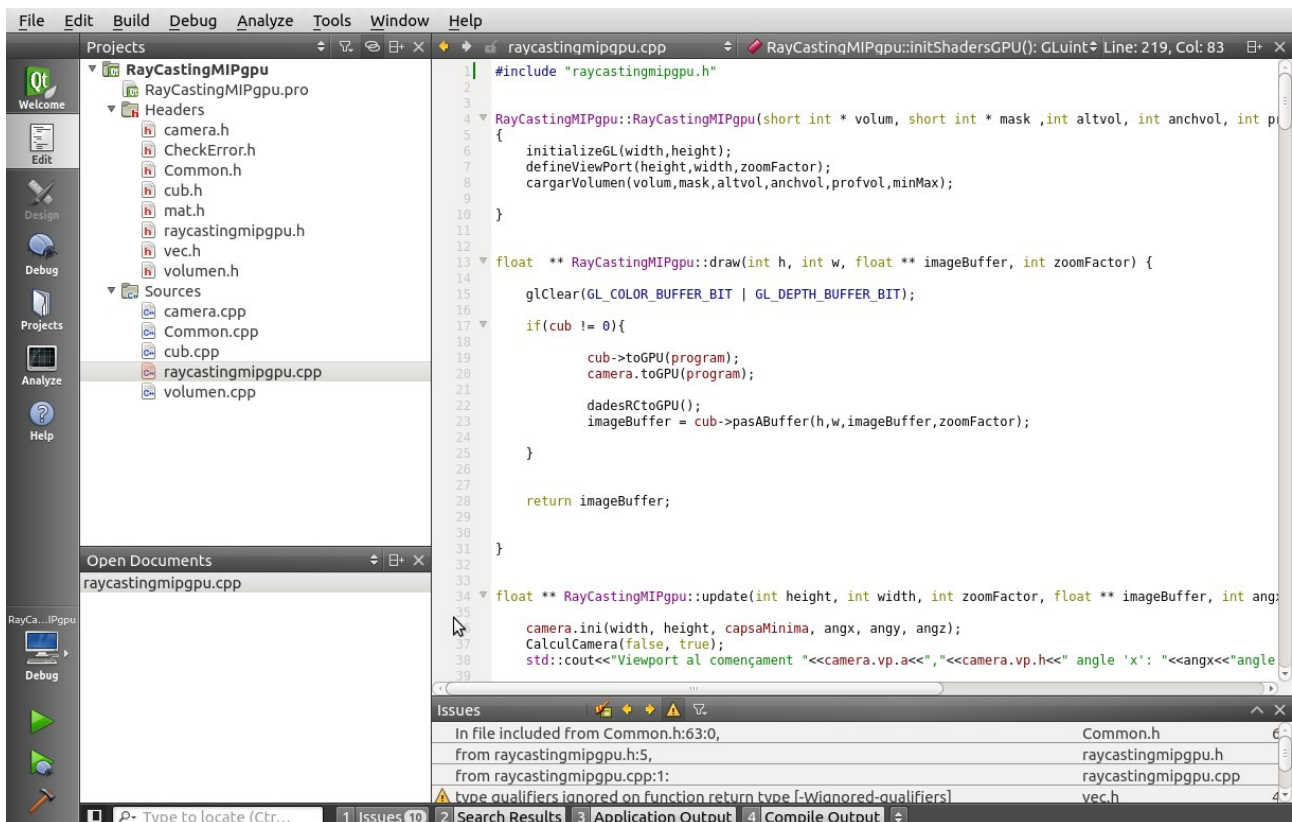 File Edit Build Debug Analyze Tools Window Help
Projects
raycastingmipgpu.cpp
RayCastingMIPgpu::initShadersGPU(): GLuint
Line: 219, Col: 83
Welcome
Edit
Design
Debug
Projects
Analyze
Help
RayCa...IPgpu
Debug
RayCastingMIPgpu
RayCastingMIPgpu.pro
Headers
camera.h
CheckError.h
Common.h
cub.h
mat.h
raycastingmipgpu.h
vec.h
volumen.h
Sources
camera.cpp
Common.cpp
cub.cpp
raycastingmipgpu.cpp
volumen.cpp
Open Documents
raycastingmipgpu.cpp
1 #include "raycastingmipgpu.h"
2
3
4 RayCastingMIPgpu::RayCastingMIPgpu(short int * volum, short int * mask ,int altvol, int anchvol, int
5 {
6 initializeGL(width,height);
7 defineViewPort(height,width,zoomFactor);
8 cargarVolumen(volum,mask,altvol,anchvol,profvol,minMax);
9
10 }
11
12
13 float ** RayCastingMIPgpu::draw(int h, int w, float ** imageBuffer, int zoomFactor) {
14
15 glClear(GL_COLOR_BUFFER_BIT | GL_DEPTH_BUFFER_BIT);
16
17 if(cub != 0){
18
19 cub->toGPU(program);
20 camera.toGPU(program);
21
22 dadesRCtoGPU();
23 imageBuffer = cub->pasABuffer(h,w,imageBuffer,zoomFactor);
24
25 }
26
27
28 return imageBuffer;
29
30
31 }
32
33
34 float ** RayCastingMIPgpu::update(int height, int width, int zoomFactor, float ** imageBuffer, int
35
camera.ini(width, height, capsaMinima, angx, angy, angz);
37 CalculCamera(false, true);
38 std::cout<<"Viewport al començament "<<camera.vp.a<<","<<camera.vp.h<<" angle 'x': "<<angx<<"angle
39
Issues
In file included from Common.h:63:0, Common.h
from raycastingmipgpu.h:5, raycastingmipgpu.h
from raycastingmipgpu.cpp:1: raycastingmipgpu.cpp
type qualifiers ignored on function return type [-Wignored-qualifiers] vec.h
Type to locate (Ctr... 1 Issues 10 2 Search Results 3 Application Output 4 Compile Output